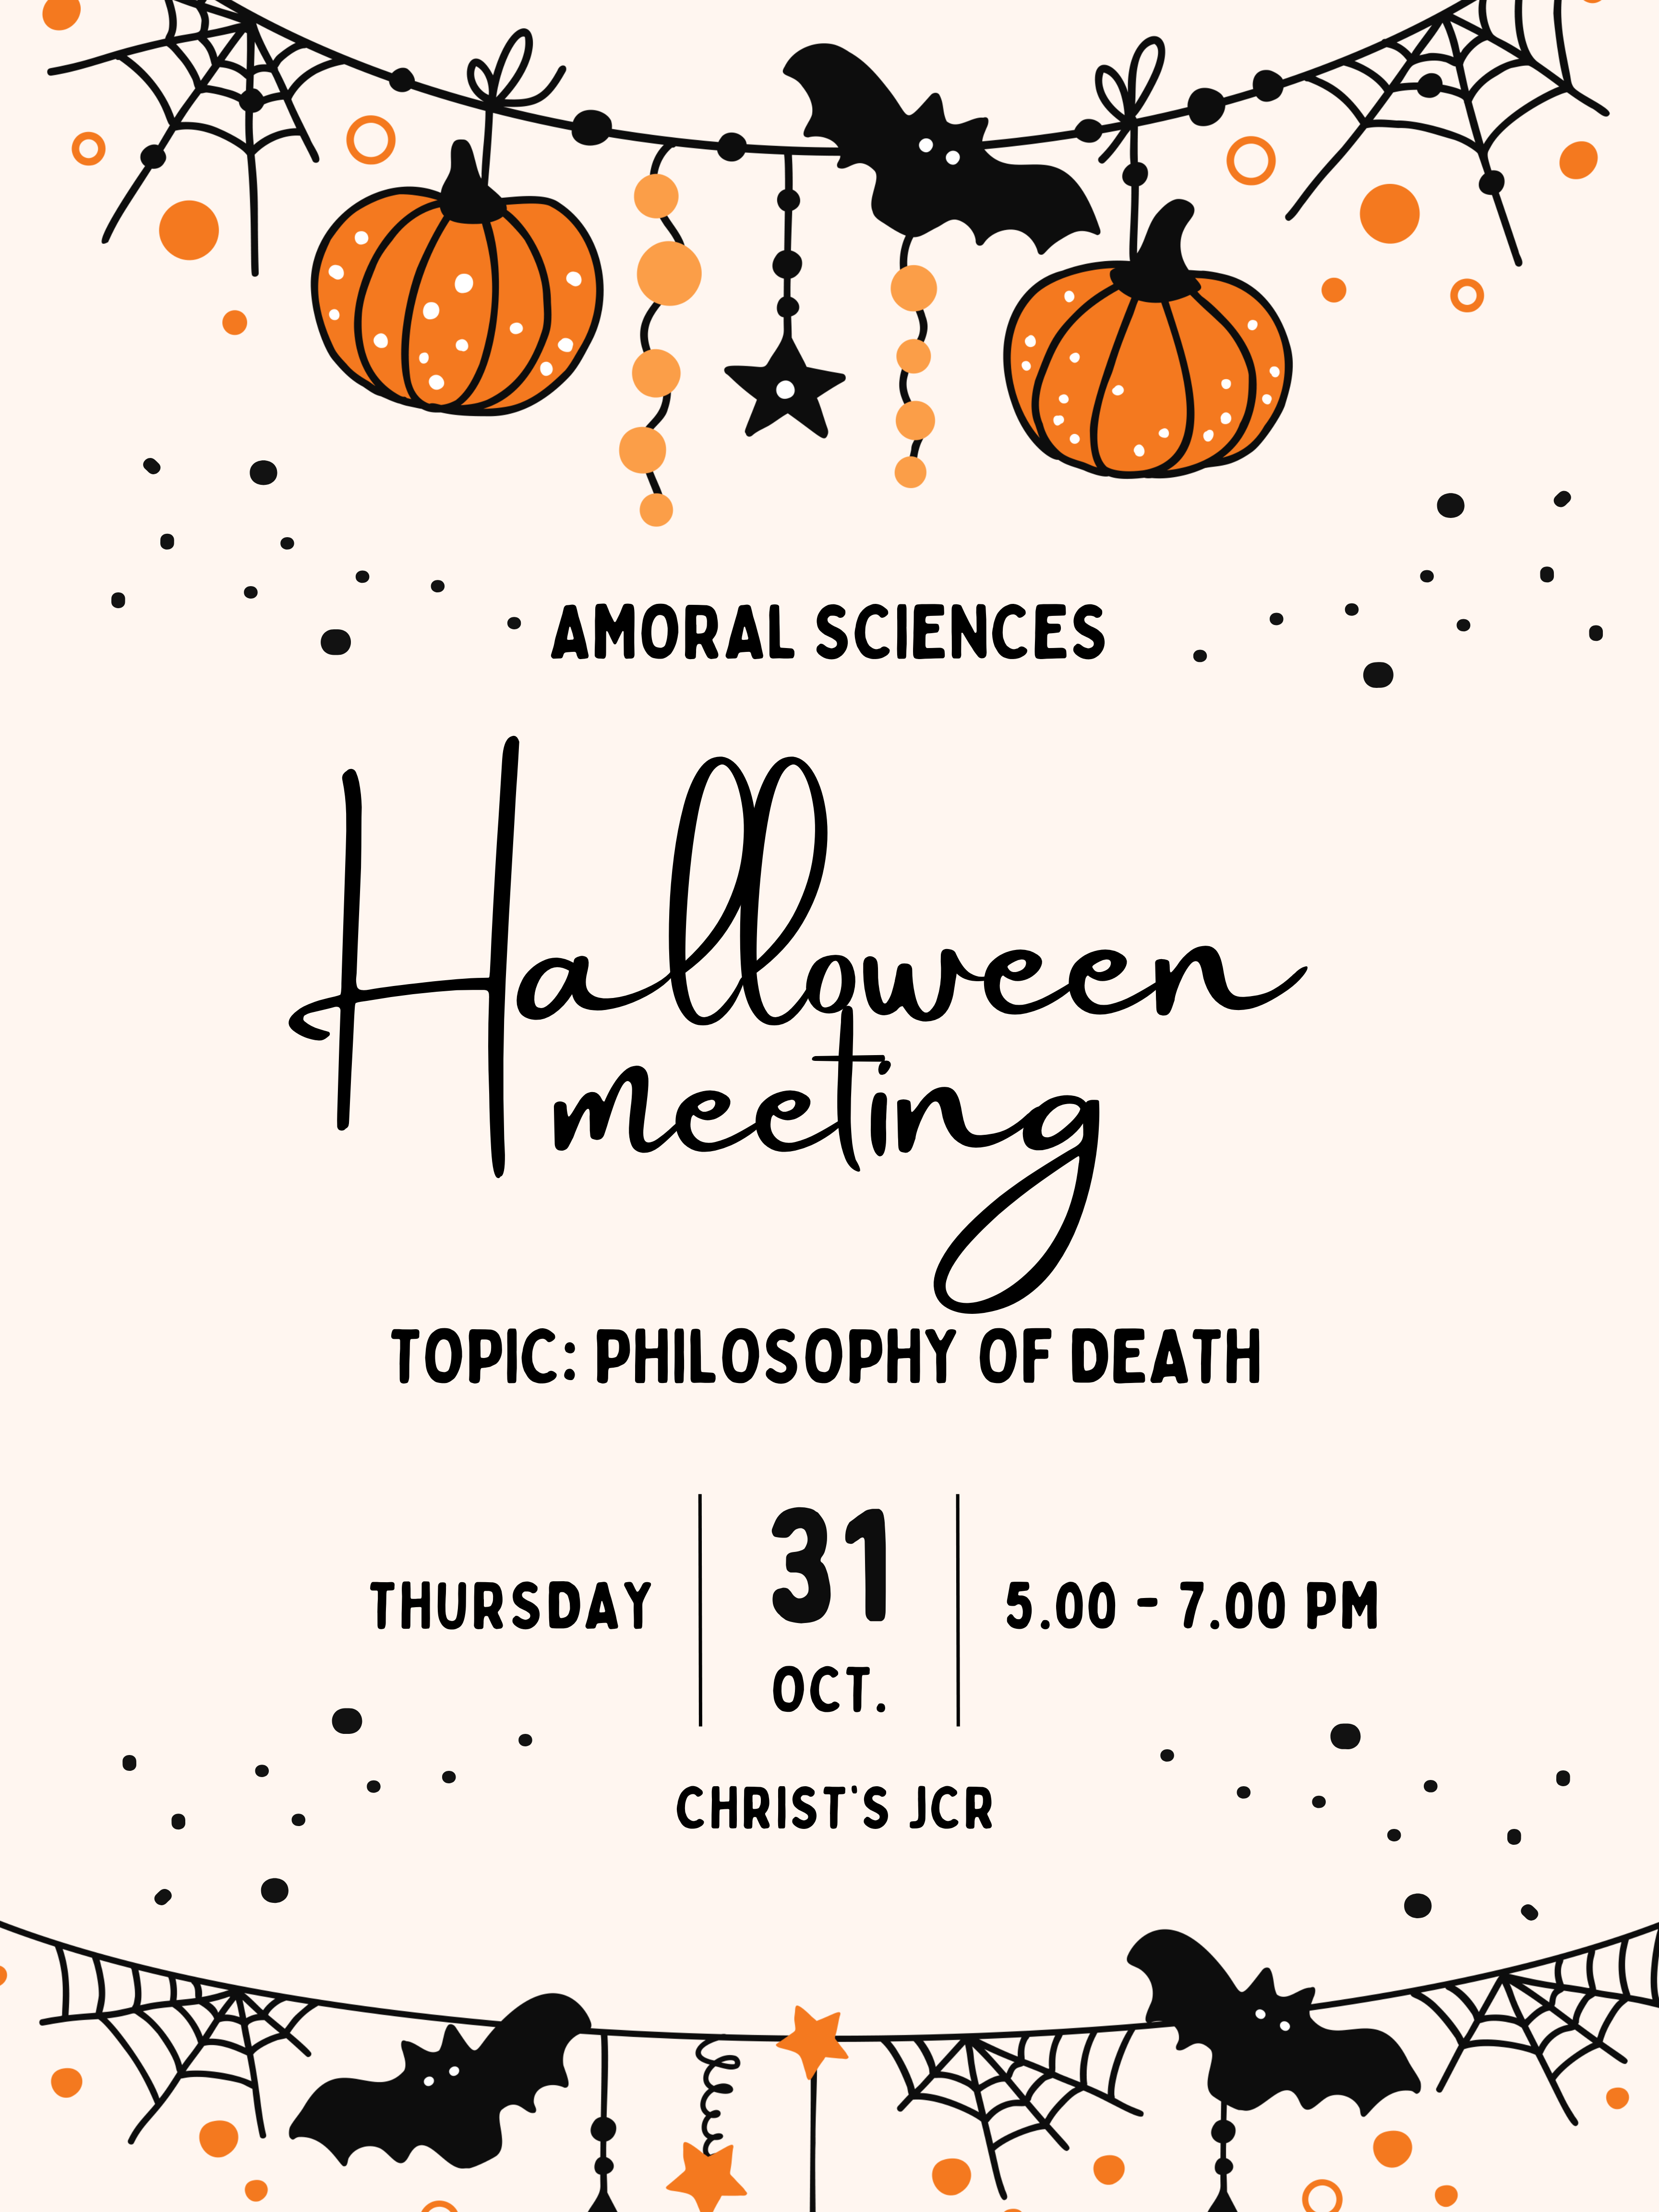 AMORAL SCIENCES
Halloween
meeting
TOPIC: PHILOSOPHY OF DEATH
THURSDAY
31
OCT.
5.00 - 7.00 PM
CHRIST'S JCR